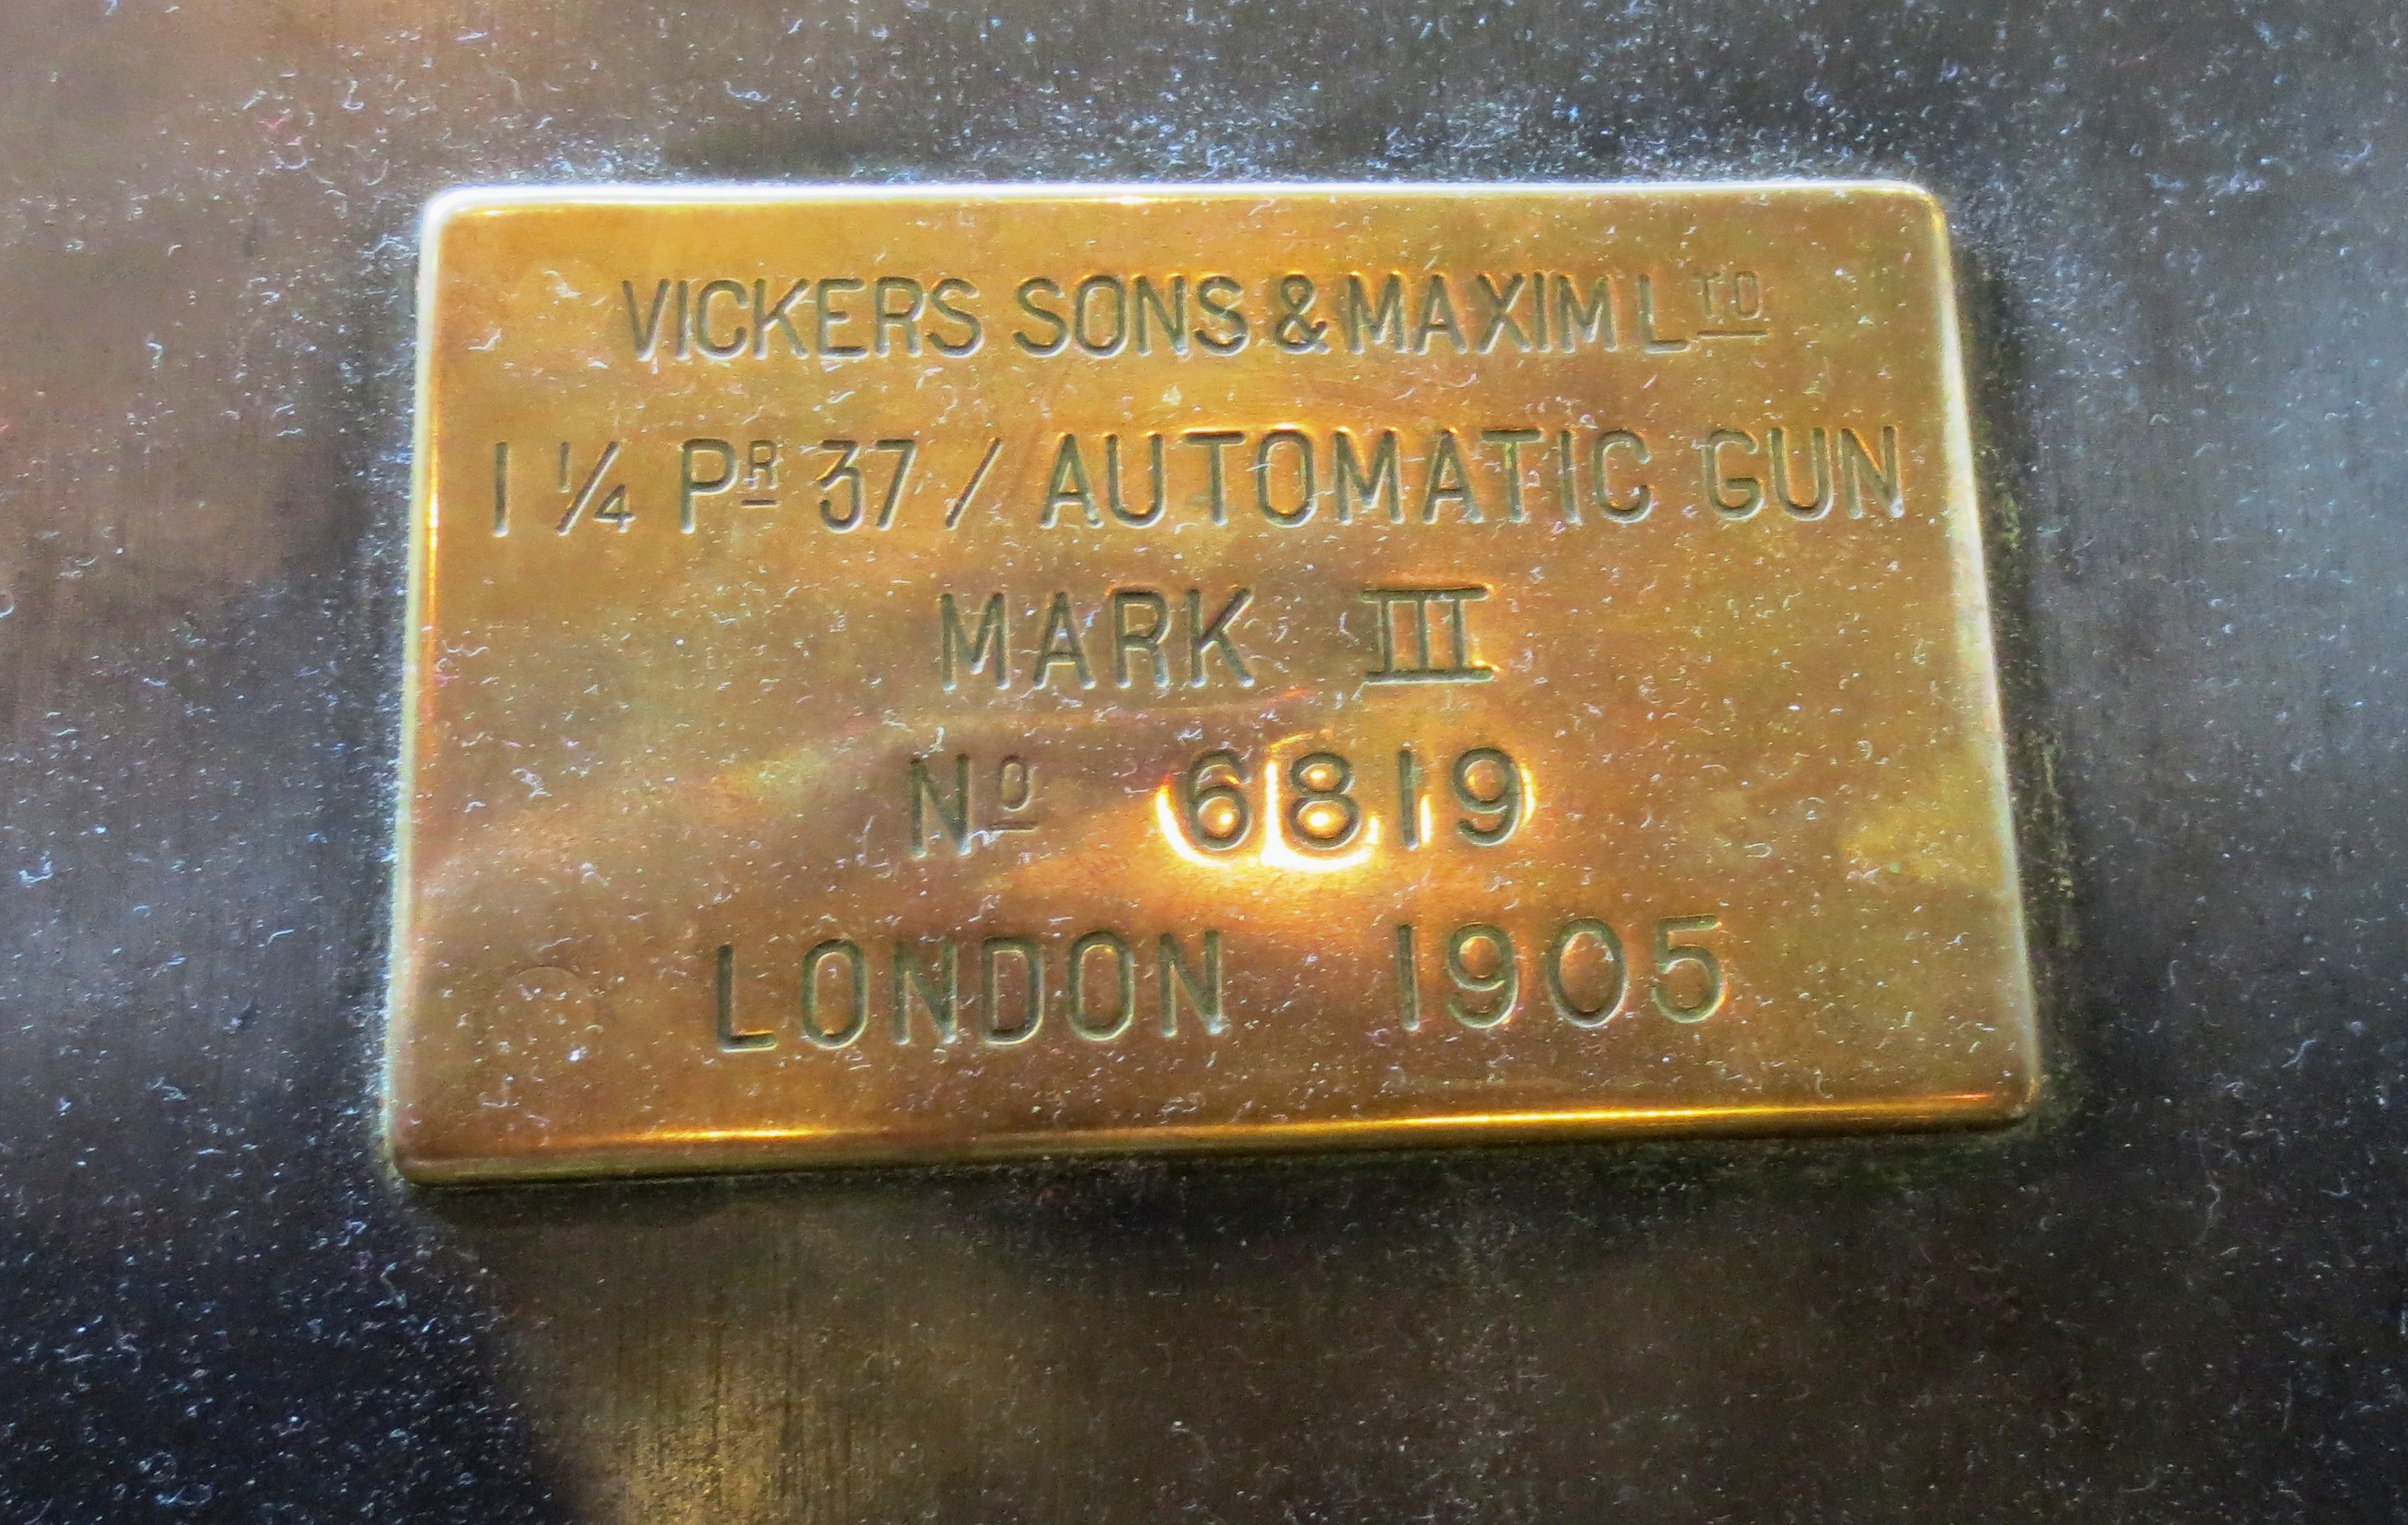 VICKERS SONS & MAXIM LTD
1 1/4 PR 37 / AUTOMATIC GUN
MARK III
NO 6819
LONDON 1905